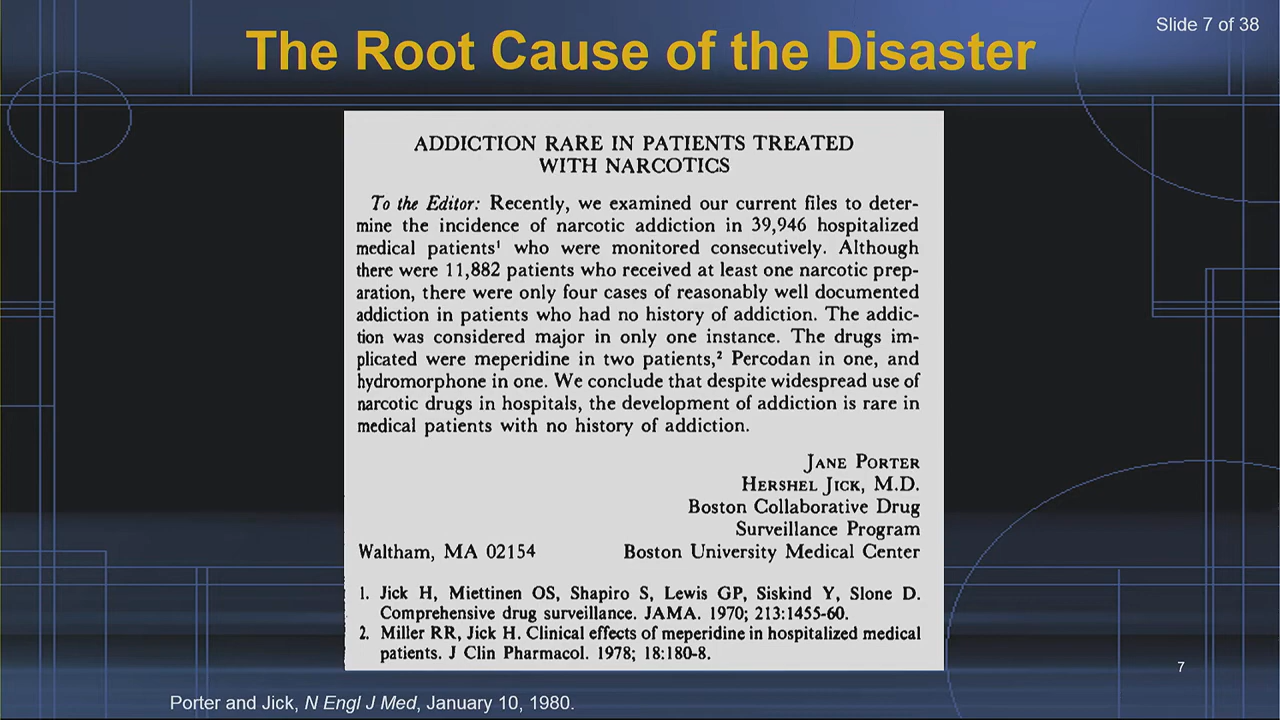 Slide 7 of 38
The Root Cause of the Disaster
ADDICTION RARE IN PATIENTS TREATED
WITH NARCOTICS
To the Editor: Recently, we examined our current files to deter-
mine the incidence of narcotic addiction in 39,946 hospitalized
medical patients¹ who were monitored consecutively. Although
there were 11,882 patients who received at least one narcotic prep-
aration, there were only four cases of reasonably well documented
addiction in patients who had no history of addiction. The addic-
tion was considered major in only one instance. The drugs im-
plicated were meperidine in two patients,² Percodan in one, and
hydromorphone in one. We conclude that despite widespread use of
narcotic drugs in hospitals, the development of addiction is rare in
medical patients with no history of addiction.
JANE PORTER
HERSHEL JICK, M.D.
Boston Collaborative Drug
Surveillance Program
Waltham, MA 02154 Boston University Medical Center
1. Jick H, Miettinen OS, Shapiro S, Lewis GP, Siskind Y, Slone D.
Comprehensive drug surveillance. JAMA. 1970; 213:1455-60.
2. Miller RR, Jick H. Clinical effects of meperidine in hospitalized medical
patients. J Clin Pharmacol. 1978; 18:180-8.
7
Porter and Jick, N Engl J Med, January 10, 1980.